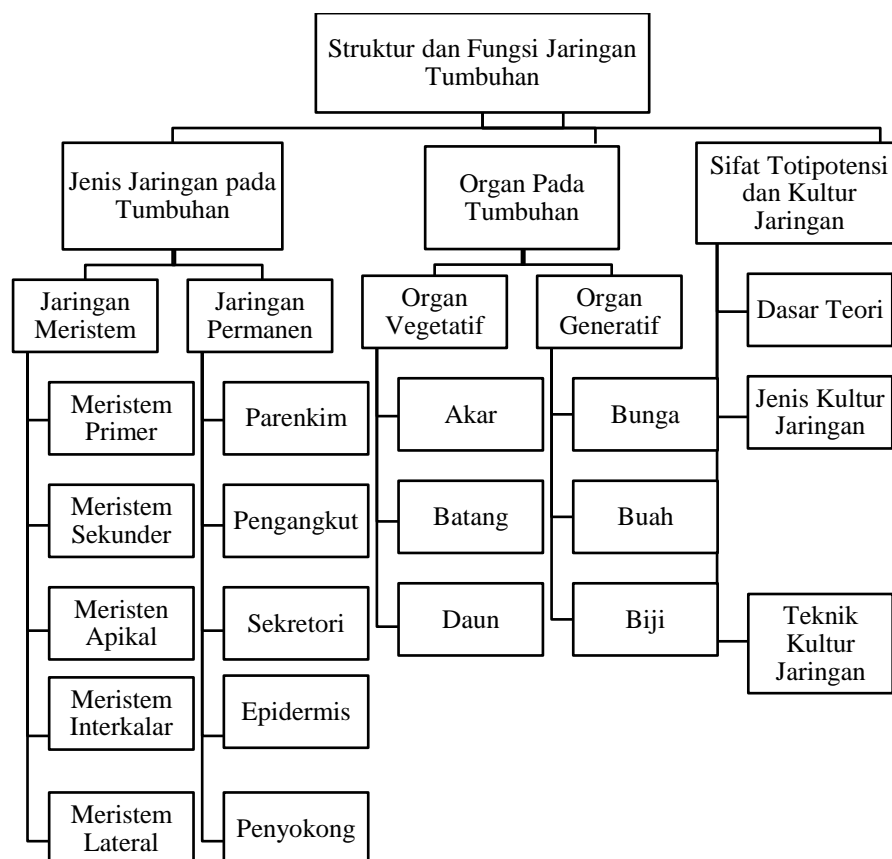 Struktur dan Fungsi Jaringan
Tumbuhan
Jenis Jaringan pada
Tumbuhan
Organ Pada
Tumbuhan
Sifat Totipotensi
dan Kultur
Jaringan
Jaringan
Meristem
Jaringan
Permanen
Organ
Vegetatif
Organ
Generatif
Dasar Teori
Meristem
Primer
Parenkim
Akar
Bunga
Jenis Kultur
Jaringan
Meristem
Sekunder
Pengangkut
Batang
Buah
Meristen
Apikal
Sekretori
Daun
Biji
Teknik
Kultur
Jaringan
Meristem
Interkalar
Epidermis
Meristem
Lateral
Penyokong